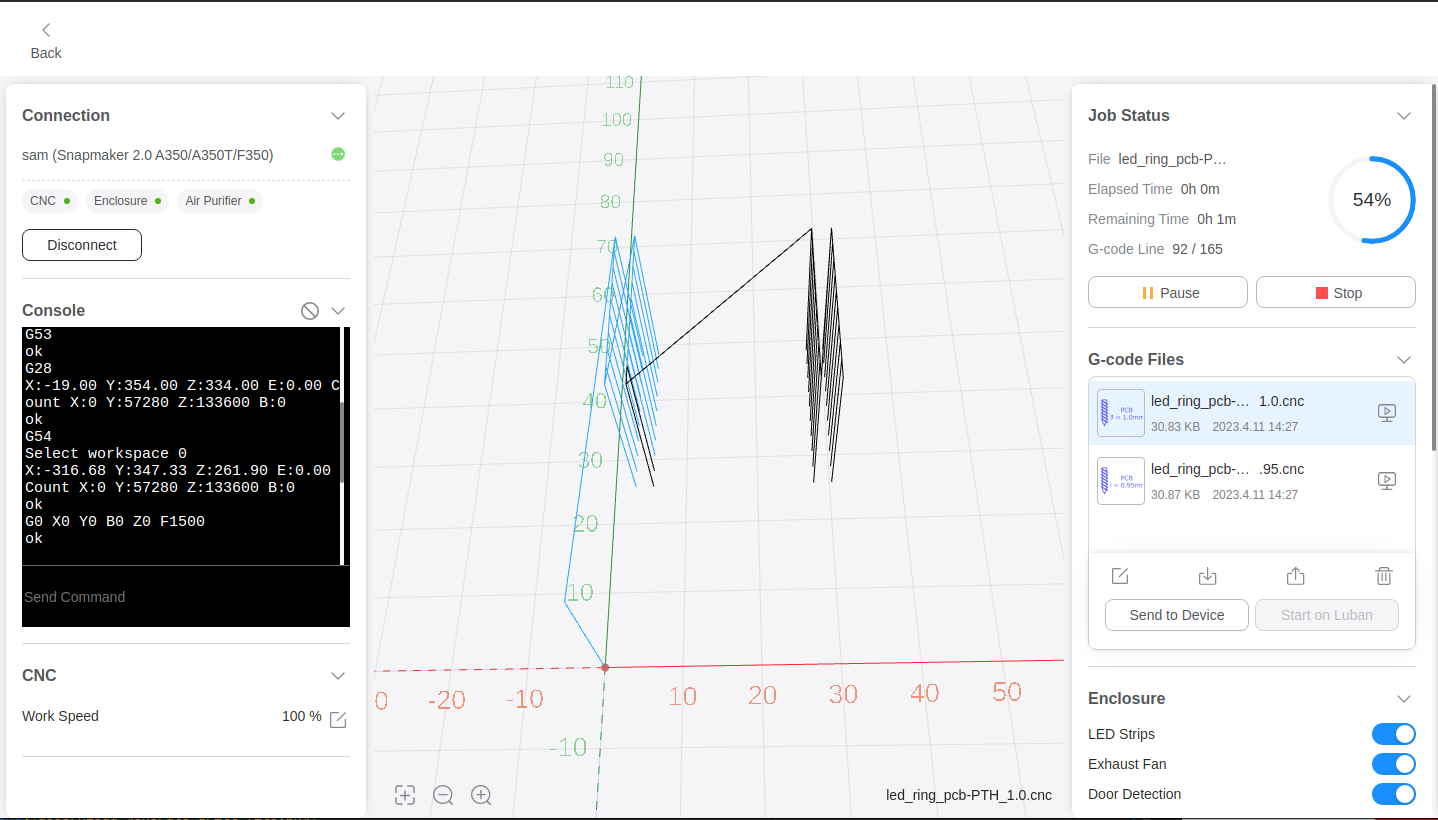 Back
Connection
sam (Snapmaker 2.0 A350/A350T/F350)
CNC
Enclosure
Air Purifier
Disconnect
Console
G53
ok
G28
X:-19.00 Y:354.00 Z:334.00 E:0.00 C
ount X:0 Y:57280 Z:133600 B:0
ok
G54
Select workspace 0
X:-316.68 Y:347.33 Z:261.90 E:0.00
Count X:0 Y:57280 Z:133600 B:0
ok
G0 X0 Y0 B0 Z0 F1500
ok
Send Command
CNC
Work Speed 100 %
110
100
90
80
70
60
50
40
30
20
10
0 -20 -10 10 20 30 40 50
-10
led_ring_pcb-PTH_1.0.cnc
Job Status
File led_ring_pcb-P…
Elapsed Time 0h 0m
Remaining Time 0h 1m
G-code Line 92 / 165
54%
Pause
Stop
G-code Files
PCB
3 = 1.0mm
led_ring_pcb-… 1.0.cnc
30.83 KB 2023.4.11 14:27
PCB
= 0.95mm
led_ring_pcb-… .95.cnc
30.87 KB 2023.4.11 14:27
Send to Device
Start on Luban
Enclosure
LED Strips
Exhaust Fan
Door Detection